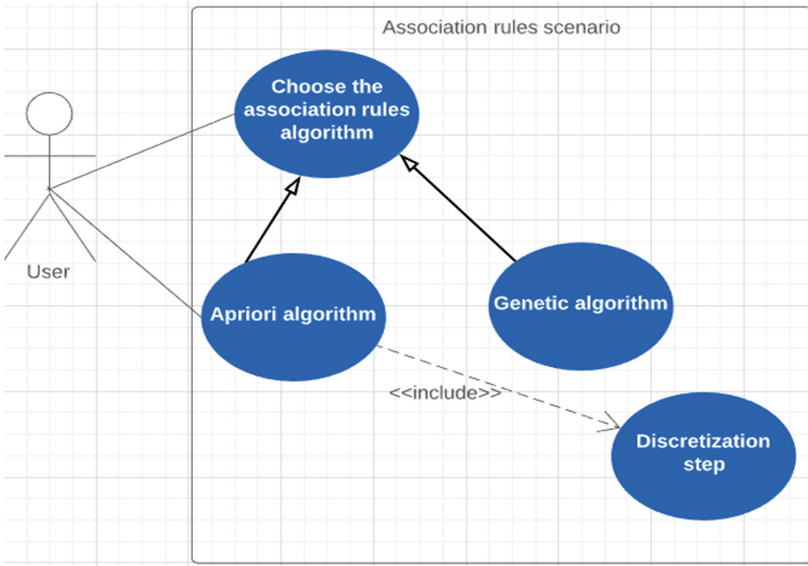 Association rules scenario
Choose the
association rules
algorithm
User
Apriori algorithm
Genetic algorithm
<<include>>
Discretization
step